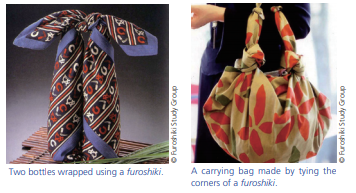 © Furoshiki Study Group
© Furoshiki Study Group
Two bottles wrapped using a furoshiki.
A carrying bag made by tying the
corners of a furoshiki.